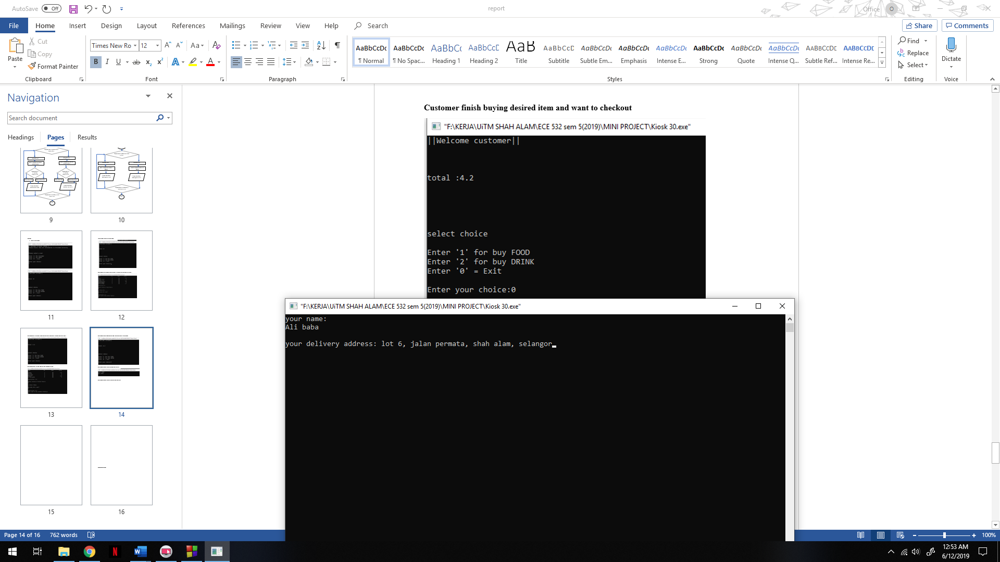 AutoSave Off
report
Office O
File Home Insert Design Layout References Mailings Review View Help Search
Share Comments
Paste
Cut
Copy
Format Painter
Clipboard
Times New Ro 12
Font
Paragraph
AaBbCcDc AaBbCcDc AaBbCc AaBbCcD AaB AaBbCcD AaBbCcDc AaBbCcDc AaBbCcDc AaBbCcDc AaBbCcDc AaBbCcDc AABBCCDE AABBCCDE
¶ Normal ¶ No Spac... Heading 1 Heading 2 Title Subtitle Subtle Em... Emphasis Intense E... Strong Quote Intense Q... Subtle Ref... Intense Re...
Styles
Find
Replace
Select
Editing
Dictate
Voice
Navigation
Search document
Headings Pages Results
9 10
11 12
13 14
15 16
Customer finish buying desired item and want to checkout
"F:\KERJA\UiTM SHAH ALAM\ECE 532 sem 5(2019)\MINI PROJECT\Kiosk 30.exe"
||Welcome customer||
total :4.2
select choice
Enter '1' for buy FOOD
Enter '2' for buy DRINK
Enter '0' = Exit
Enter your choice:0
"F:\KERJA\UiTM SHAH ALAM\ECE 532 sem 5(2019)\MINI PROJECT\Kiosk 30.exe"
your name:
Ali baba
your delivery address: lot 6, jalan permata, shah alam, selangor
Page 14 of 16 762 words
100%
12:53 AM
6/12/2019